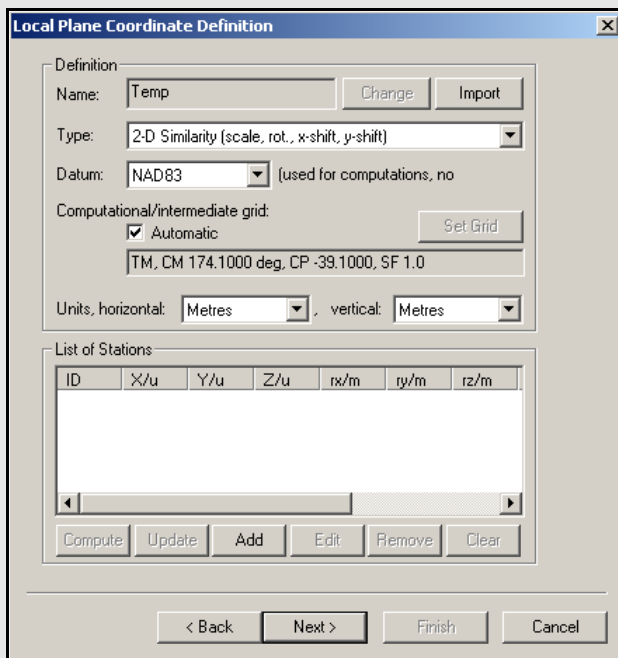 Local Plane Coordinate Definition
Definition
Name: Temp Change Import
Type: 2-D Similarity (scale, rot., x-shift, y-shift)
Datum: NAD83 (used for computations, no
Computational/intermediate grid:
Automatic Set Grid
TM, CM 174.1000 deg, CP -39.1000, SF 1.0
Units, horizontal: Metres , vertical: Metres
List of Stations
ID X/u Y/u Z/u rx/m ry/m rz/m
Compute Update Add Edit Remove Clear
< Back Next > Finish Cancel